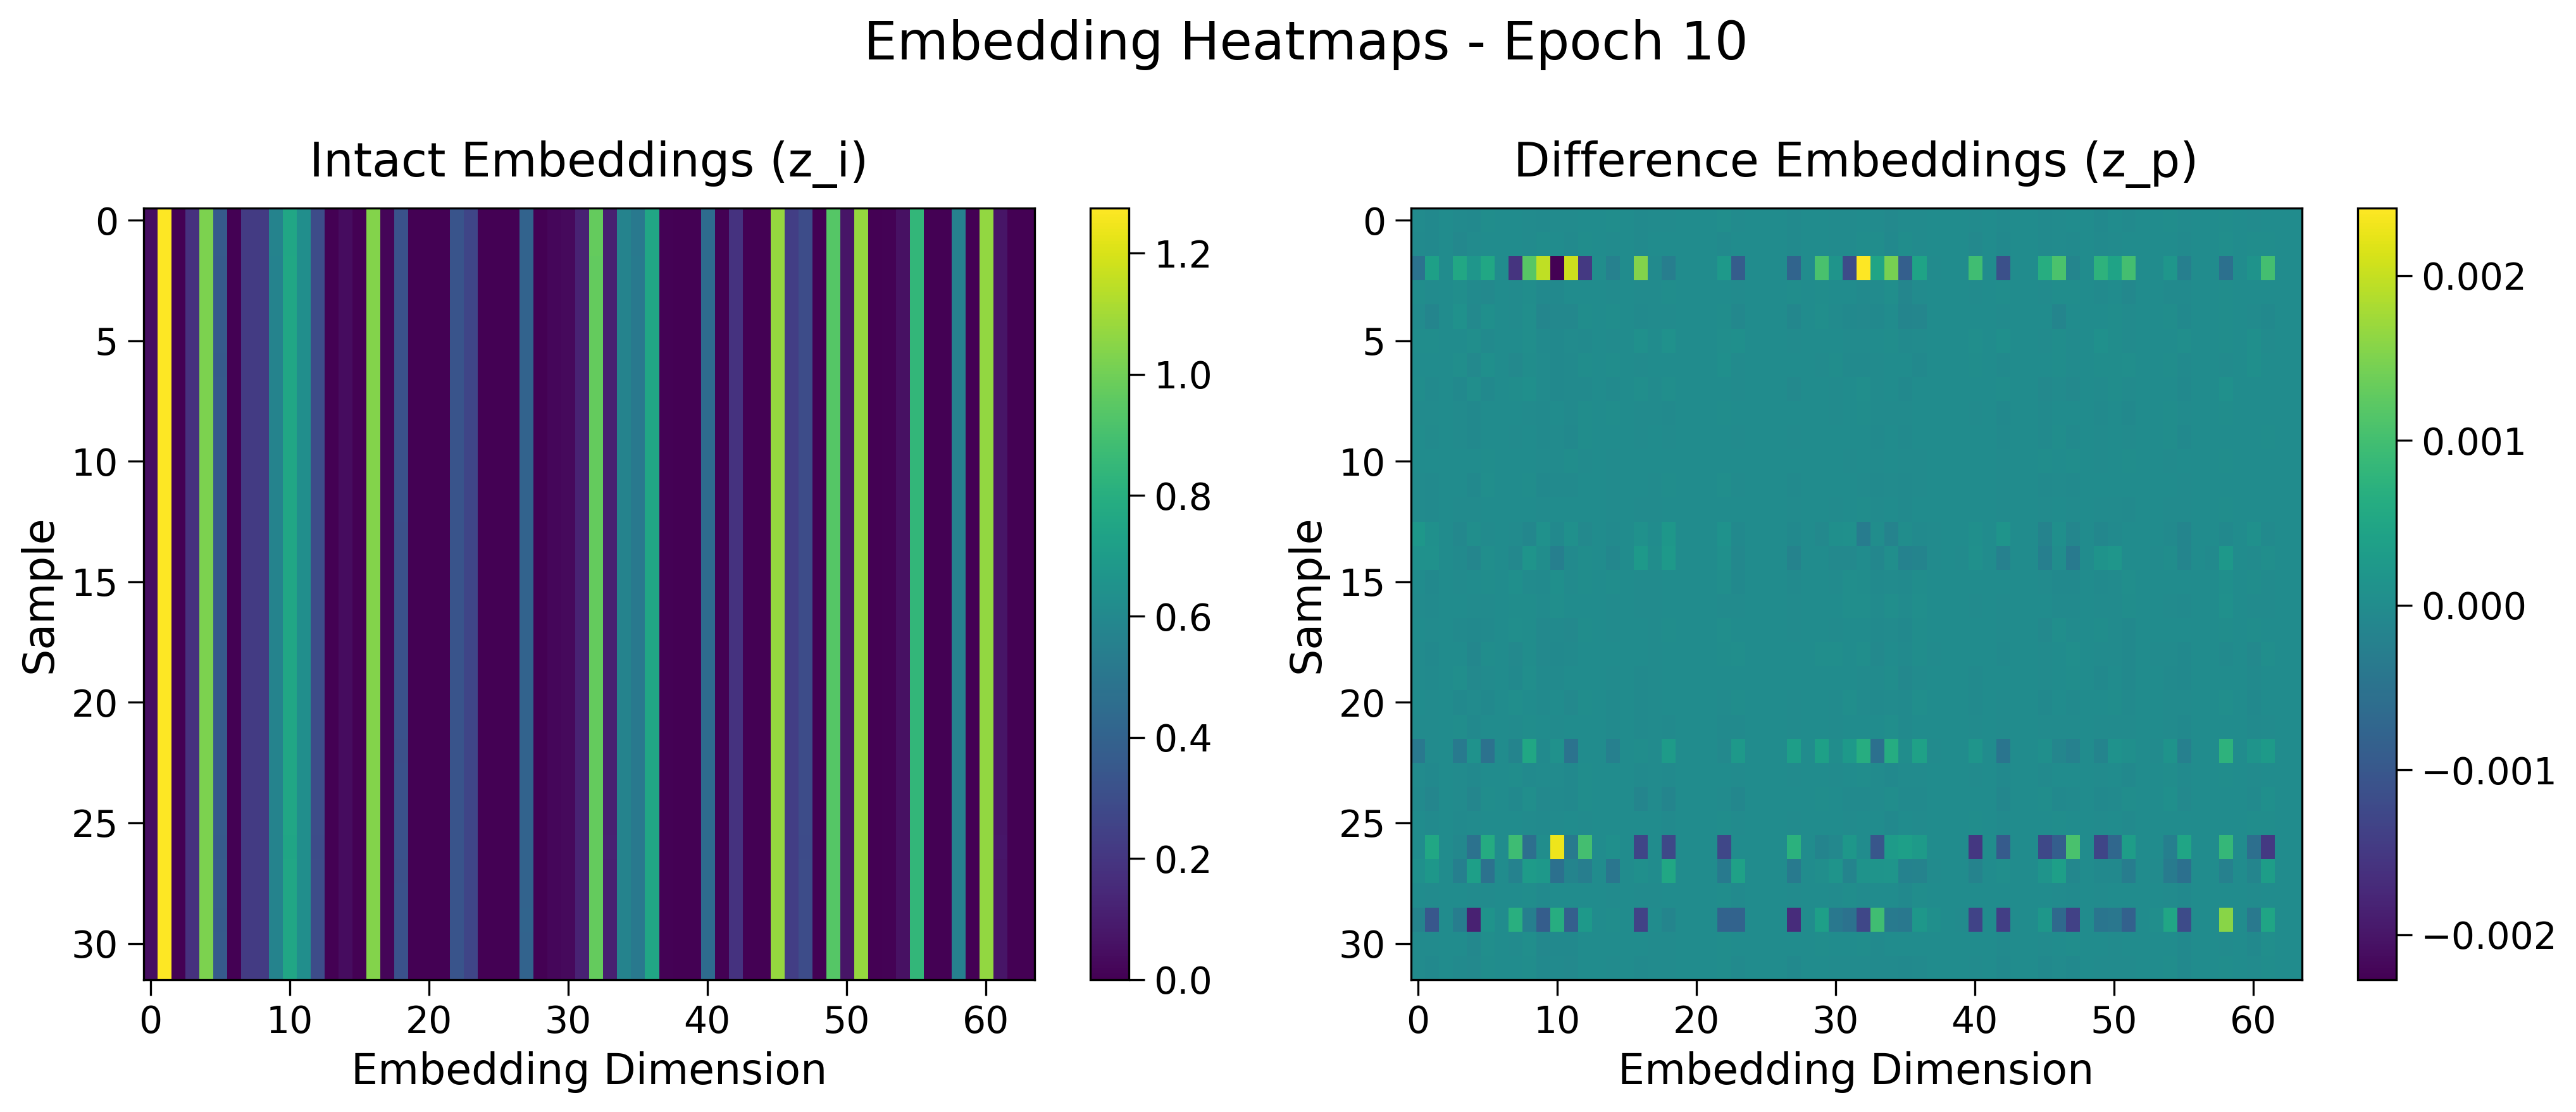 Embedding Heatmaps - Epoch 10
Intact Embeddings (z_i)
0
5
10
15
20
25
30
Sample
0 10 20 30 40 50 60
Embedding Dimension
1.2
1.0
0.8
0.6
0.4
0.2
0.0
Difference Embeddings (z_p)
0
5
10
15
20
25
30
Sample
0 10 20 30 40 50 60
Embedding Dimension
0.002
0.001
0.000
−0.001
−0.002